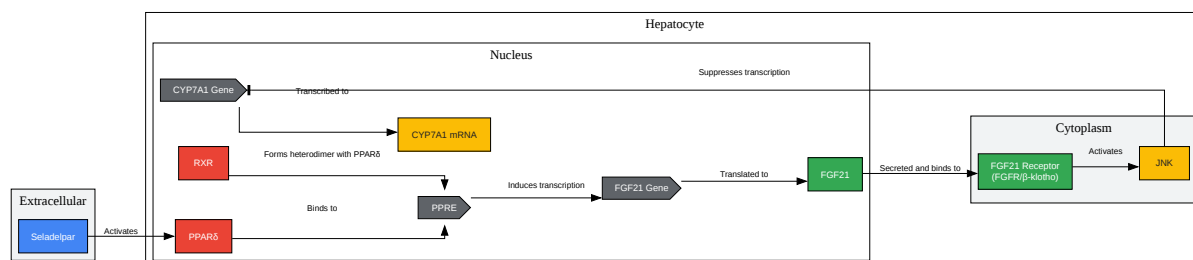 Hepatocyte
Nucleus
Suppresses transcription
CYP7A1 Gene
Transcribed to
Cytoplasm
CYP7A1 mRNA
Forms heterodimer with PPARδ
RXR
FGF21
Secreted and binds to
FGF21 Receptor
(FGFR/β-klotho)
Activates
JNK
Induces transcription
FGF21 Gene
Translated to
Extracellular
Binds to
PPRE
Seladelpar
Activates
PPARδ